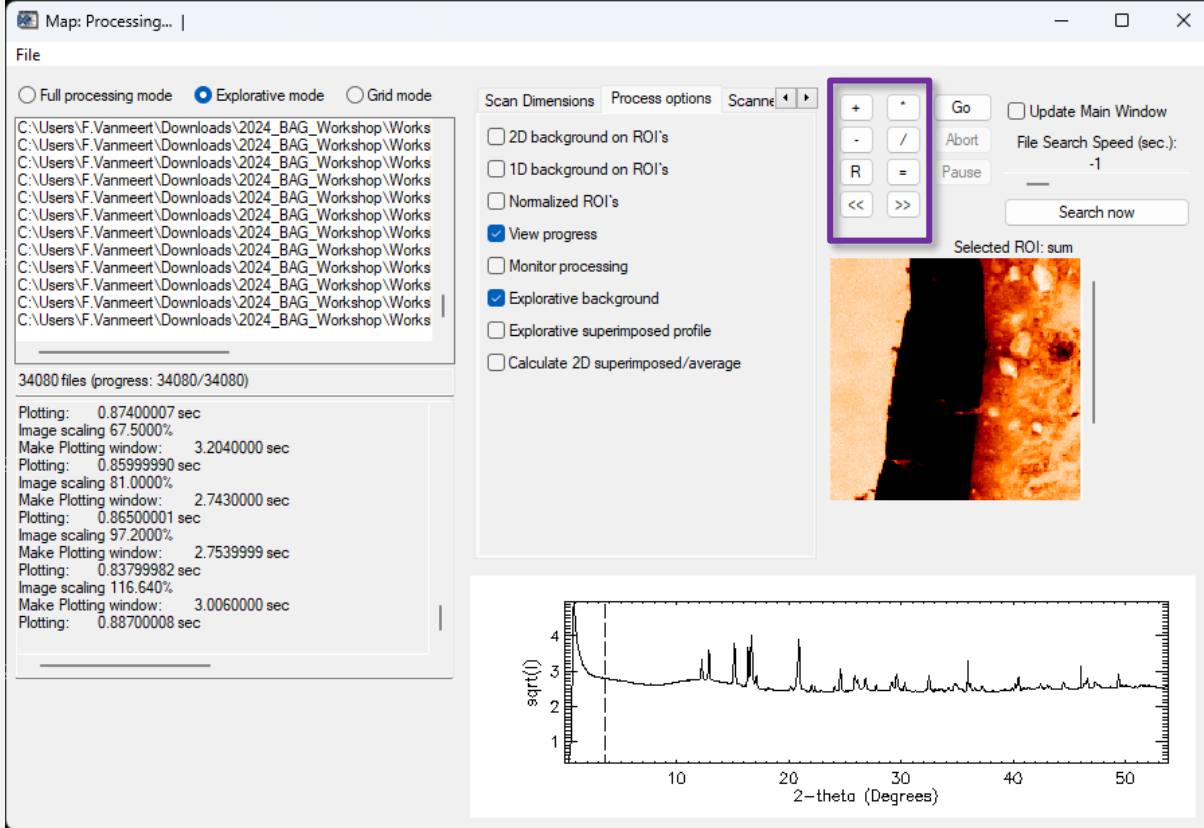 Map: Processing... |
File
Full processing mode Explorative mode Grid mode
C:\Users\F.Vanmeert\Downloads\2024_BAG_Workshop\Works
C:\Users\F.Vanmeert\Downloads\2024_BAG_Workshop\Works
C:\Users\F.Vanmeert\Downloads\2024_BAG_Workshop\Works
C:\Users\F.Vanmeert\Downloads\2024_BAG_Workshop\Works
C:\Users\F.Vanmeert\Downloads\2024_BAG_Workshop\Works
C:\Users\F.Vanmeert\Downloads\2024_BAG_Workshop\Works
C:\Users\F.Vanmeert\Downloads\2024_BAG_Workshop\Works
C:\Users\F.Vanmeert\Downloads\2024_BAG_Workshop\Works
C:\Users\F.Vanmeert\Downloads\2024_BAG_Workshop\Works
C:\Users\F.Vanmeert\Downloads\2024_BAG_Workshop\Works
C:\Users\F.Vanmeert\Downloads\2024_BAG_Workshop\Works
C:\Users\F.Vanmeert\Downloads\2024_BAG_Workshop\Works
34080 files (progress: 34080/34080)
Plotting: 0.87400007 sec
Image scaling 67.5000%
Make Plotting window: 3.2040000 sec
Plotting: 0.85999990 sec
Image scaling 81.0000%
Make Plotting window: 2.7430000 sec
Plotting: 0.86500001 sec
Image scaling 97.2000%
Make Plotting window: 2.7539999 sec
Plotting: 0.83799982 sec
Image scaling 116.640%
Make Plotting window: 3.0060000 sec
Plotting: 0.88700008 sec
Scan Dimensions Process options Scanne
2D background on ROI`s
1D background on ROI`s
Normalized ROI`s
View progress
Monitor processing
Explorative background
Explorative superimposed profile
Calculate 2D superimposed/average
+ * Go
- / Abort
R = Pause
<< >>
Update Main Window
File Search Speed (sec.):
-1
Search now
Selected ROI: sum
sqrt(I)
4
3
2
1
10 20 30 40 50
2-theta (Degrees)